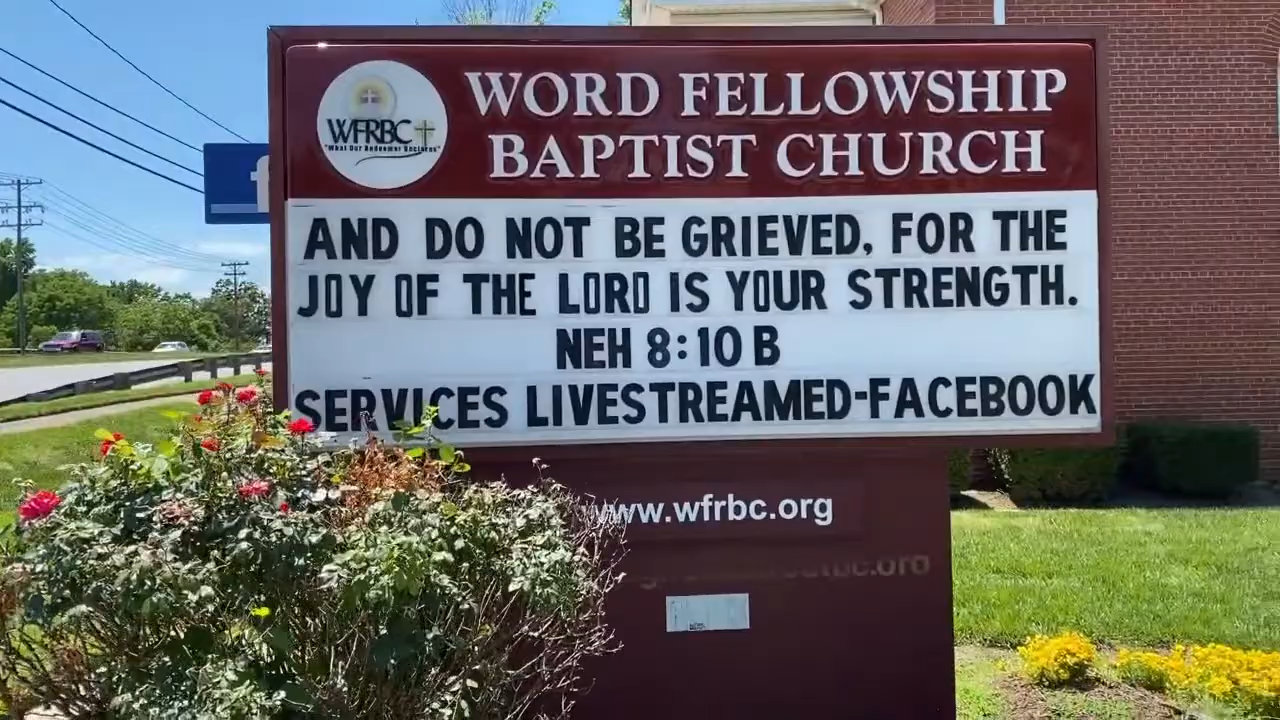 WFRBC
"What Our Redeemer Declares"
WORD FELLOWSHIP
BAPTIST CHURCH
f
AND DO NOT BE GRIEVED, FOR THE
JOY OF THE LORD IS YOUR STRENGTH.
NEH 8:10 B
SERVICES LIVESTREAMED-FACEBOOK
www.wfrbc.org